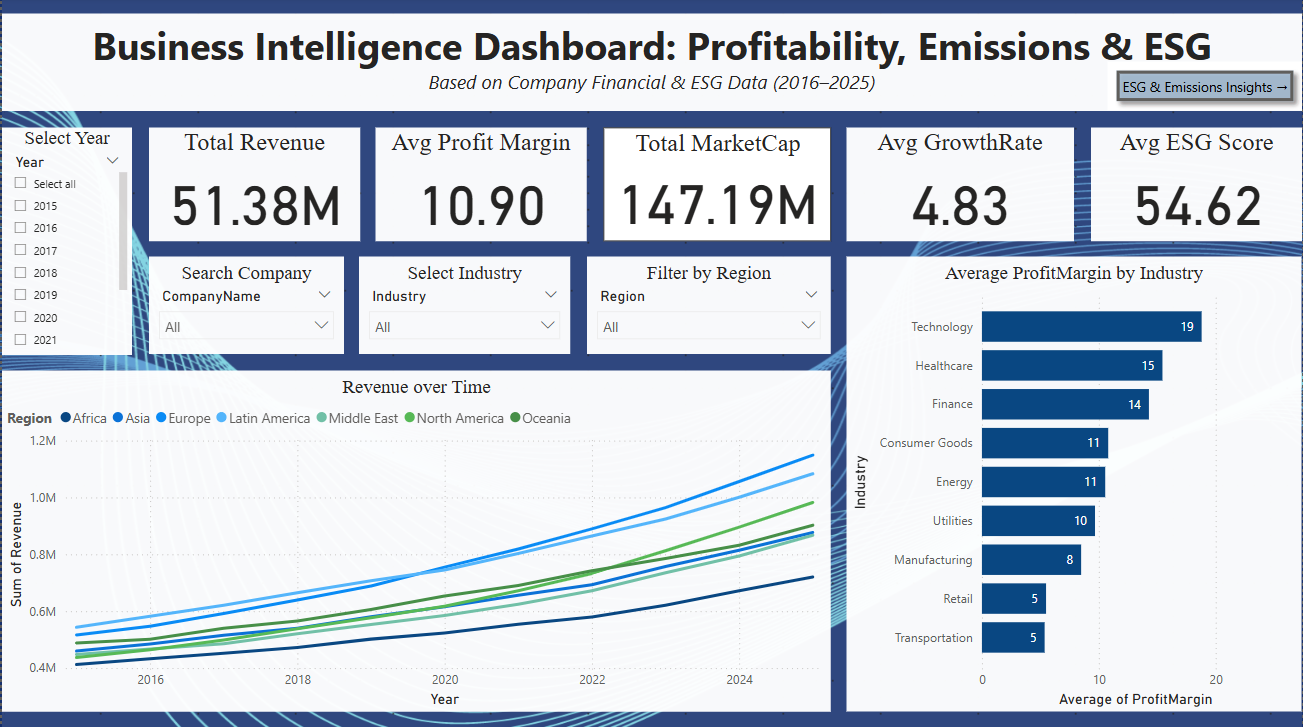 Business Intelligence Dashboard: Profitability, Emissions & ESG
Based on Company Financial & ESG Data (2016–2025)
ESG & Emissions Insights →
Select Year
Year
Select all
2015
2016
2017
2018
2019
2020
2021
Total Revenue
51.38M
Avg Profit Margin
10.90
Total MarketCap
147.19M
Avg GrowthRate
4.83
Avg ESG Score
54.62
Search Company
CompanyName
All
Select Industry
Industry
All
Filter by Region
Region
All
Revenue over Time
Region Africa Asia Europe Latin America Middle East North America Oceania
Sum of Revenue
1.2M
1.0M
0.8M
0.6M
0.4M
2016 2018 2020 2022 2024
Year
Average ProfitMargin by Industry
Industry
Technology 19
Healthcare 15
Finance 14
Consumer Goods 11
Energy 11
Utilities 10
Manufacturing 8
Retail 5
Transportation 5
0 10 20
Average of ProfitMargin